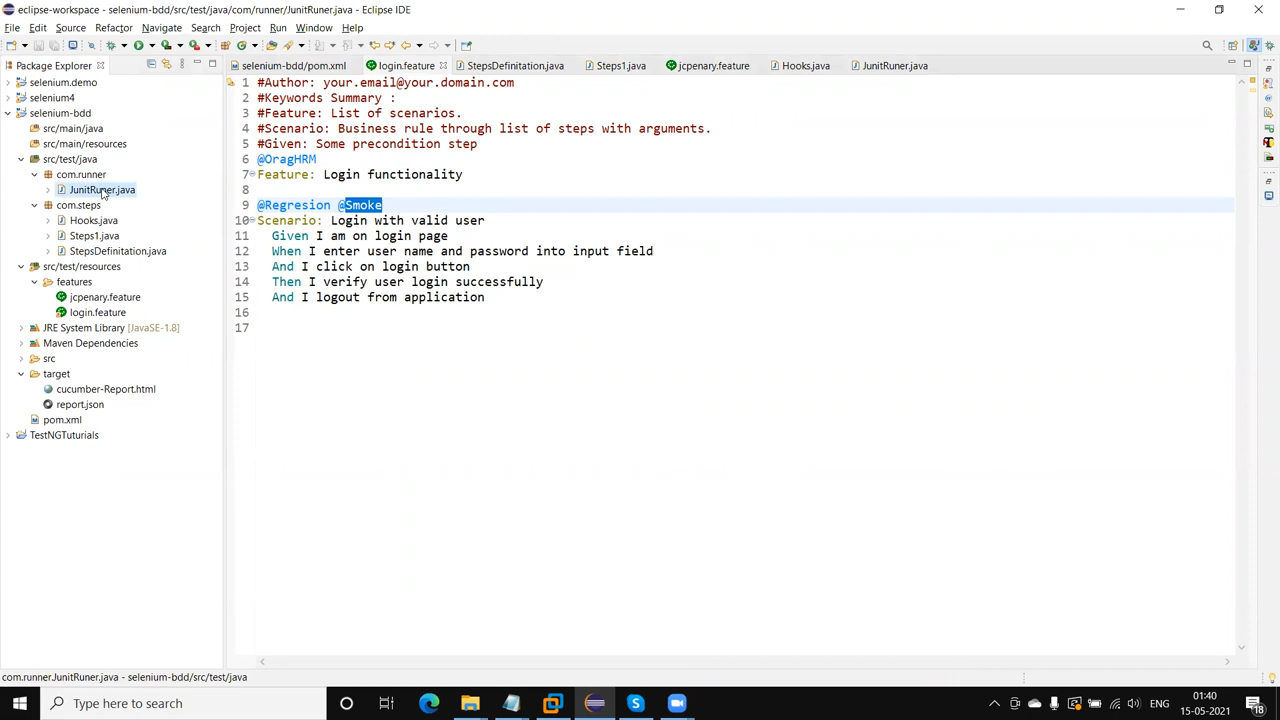 eclipse-workspace - selenium-bdd/src/test/java/com/runner/JunitRuner.java - Eclipse IDE
File Edit Source Refactor Navigate Search Project Run Window Help
Package Explorer
selenium-bdd/pom.xml login.feature StepsDefinitation.java Steps1.java jcpenary.feature Hooks.java JunitRuner.java
selenium.demo
selenium4
selenium-bdd
src/main/java
src/main/resources
src/test/java
com.runner
JunitRuner.java
com.steps
Hooks.java
Steps1.java
StepsDefinitation.java
src/test/resources
features
jcpenary.feature
login.feature
JRE System Library [JavaSE-1.8]
Maven Dependencies
src
target
cucumber-Report.html
report.json
pom.xml
TestNGTuturials
1 #Author: your.email@your.domain.com
2 #Keywords Summary :
3 #Feature: List of scenarios.
4 #Scenario: Business rule through list of steps with arguments.
5 #Given: Some precondition step
6 @OragHRM
7 Feature: Login functionality
8
9 @Regresion @Smoke
10 Scenario: Login with valid user
11 Given I am on login page
12 When I enter user name and password into input field
13 And I click on login button
14 Then I verify user login successfully
15 And I logout from application
16
17
com.runner.JunitRuner.java - selenium-bdd/src/test/java
Type here to search
ENG
01:40
15-05-2021
18